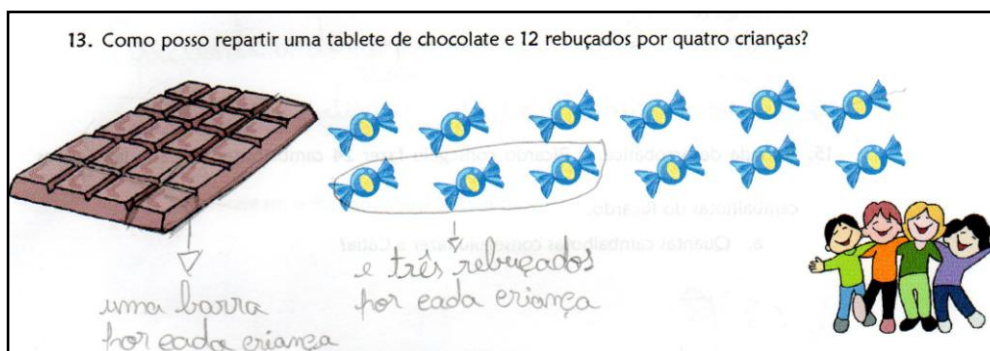 13. Como posso repartir uma tablete de chocolate e 12 rebuçados por quatro crianças?
e três rebuçados
por cada criança
uma barra
por cada criança